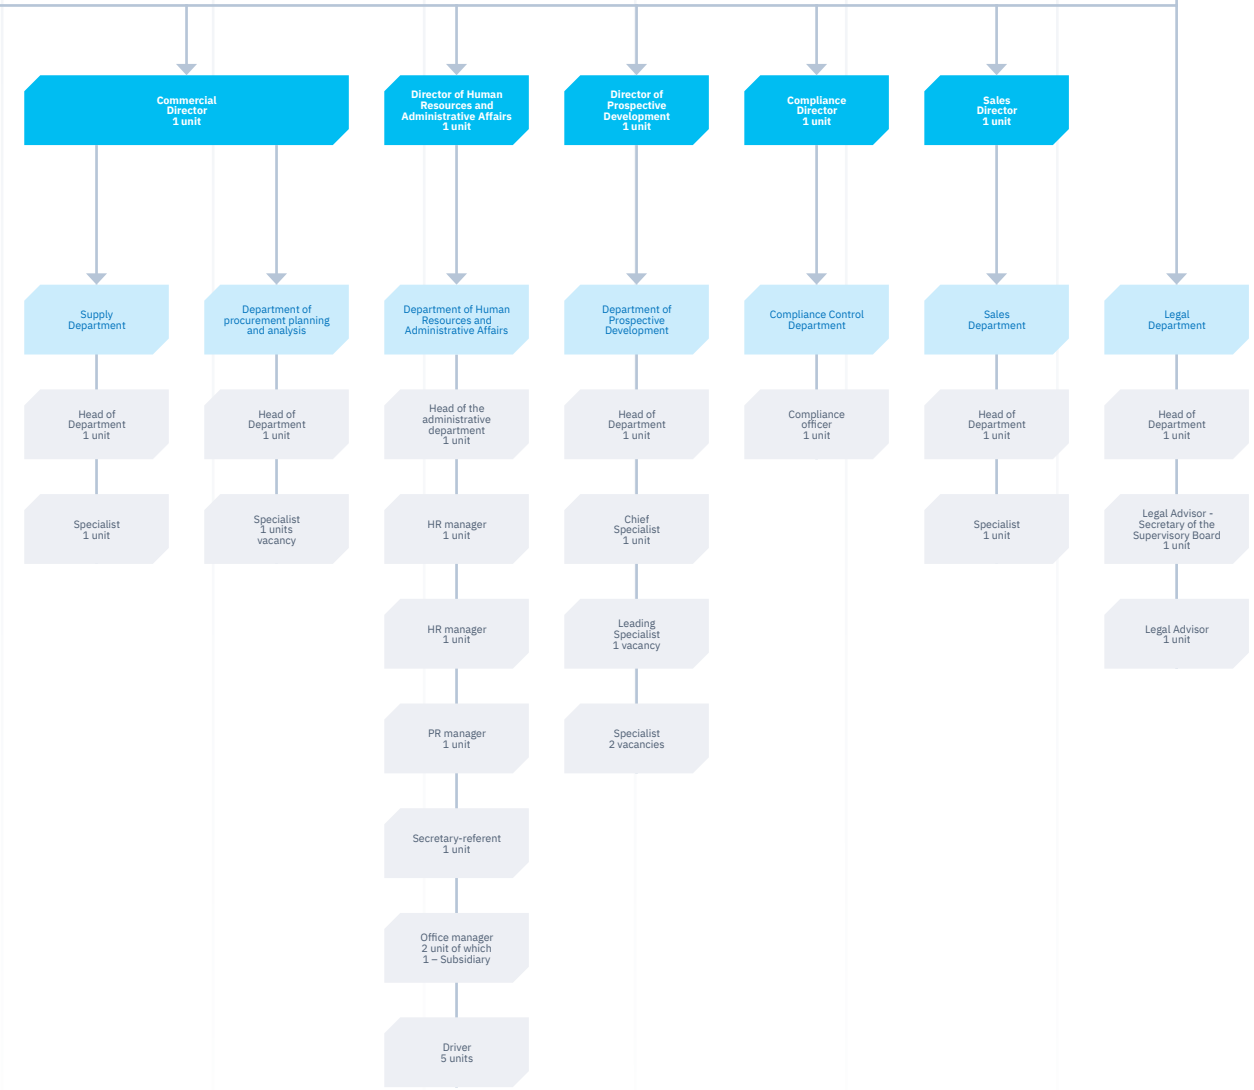 Commercial
Director
1 unit
Director of Human
Resources and
Administrative Affairs
1 unit
Director of
Prospective
Development
1 unit
Compliance
Director
1 unit
Sales
Director
1 unit
Supply
Department
Department of
procurement planning
and analysis
Department of Human
Resources and
Administrative Affairs
Department of
Prospective
Development
Compliance Control
Department
Sales
Department
Legal
Department
Head of
Department
1 unit
Head of
Department
1 unit
Head of the
administrative
department
1 unit
Head of
Department
1 unit
Compliance
officer
1 unit
Head of
Department
1 unit
Head of
Department
1 unit
Specialist
1 unit
Specialist
1 units
vacancy
HR manager
1 unit
Chief
Specialist
1 unit
Specialist
1 unit
Legal Advisor -
Secretary of the
Supervisory Board
1 unit
HR manager
1 unit
Leading
Specialist
1 vacancy
Legal Advisor
1 unit
PR manager
1 unit
Specialist
2 vacancies
Secretary-referent
1 unit
Office manager
2 unit of which
1 – Subsidiary
Driver
5 units